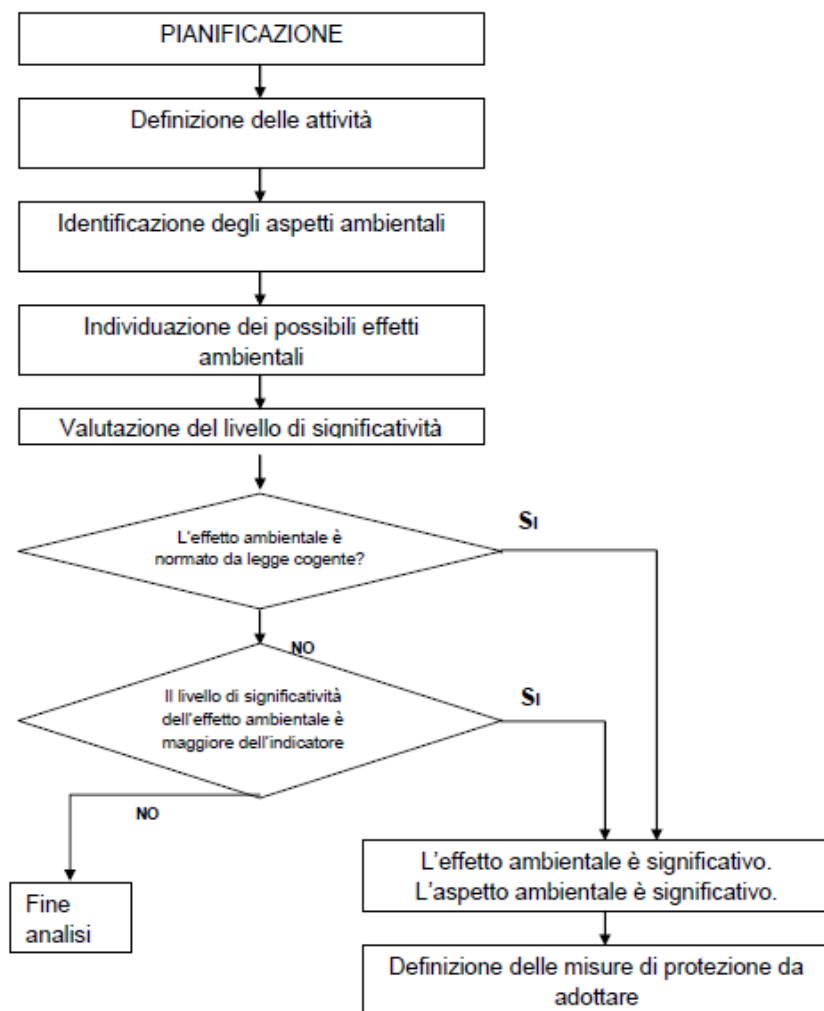 PIANIFICAZIONE
Definizione delle attività
Identificazione degli aspetti ambientali
Individuazione dei possibili effetti
ambientali
Valutazione del livello di significatività
L'effetto ambientale è
normato da legge cogente?
SI
NO
Il livello di significatività
dell'effetto ambientale è
maggiore dell'indicatore
SI
NO
L'effetto ambientale è significativo.
L'aspetto ambientale è significativo.
Fine
analisi
Definizione delle misure di protezione da
adottare